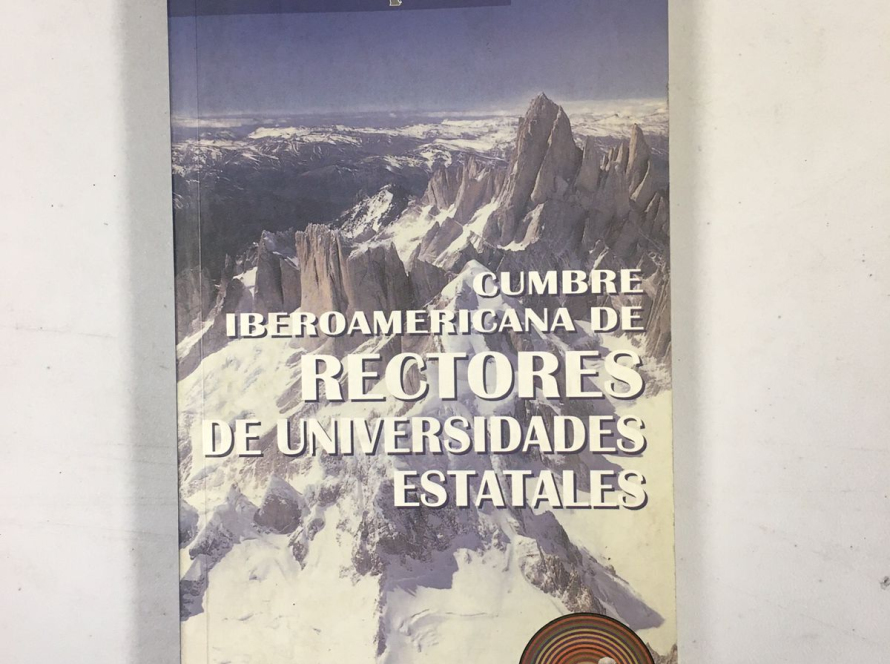 CUMBRE
IBEROAMERICANA DE
RECTORES
DE UNIVERSIDADES
ESTATALES